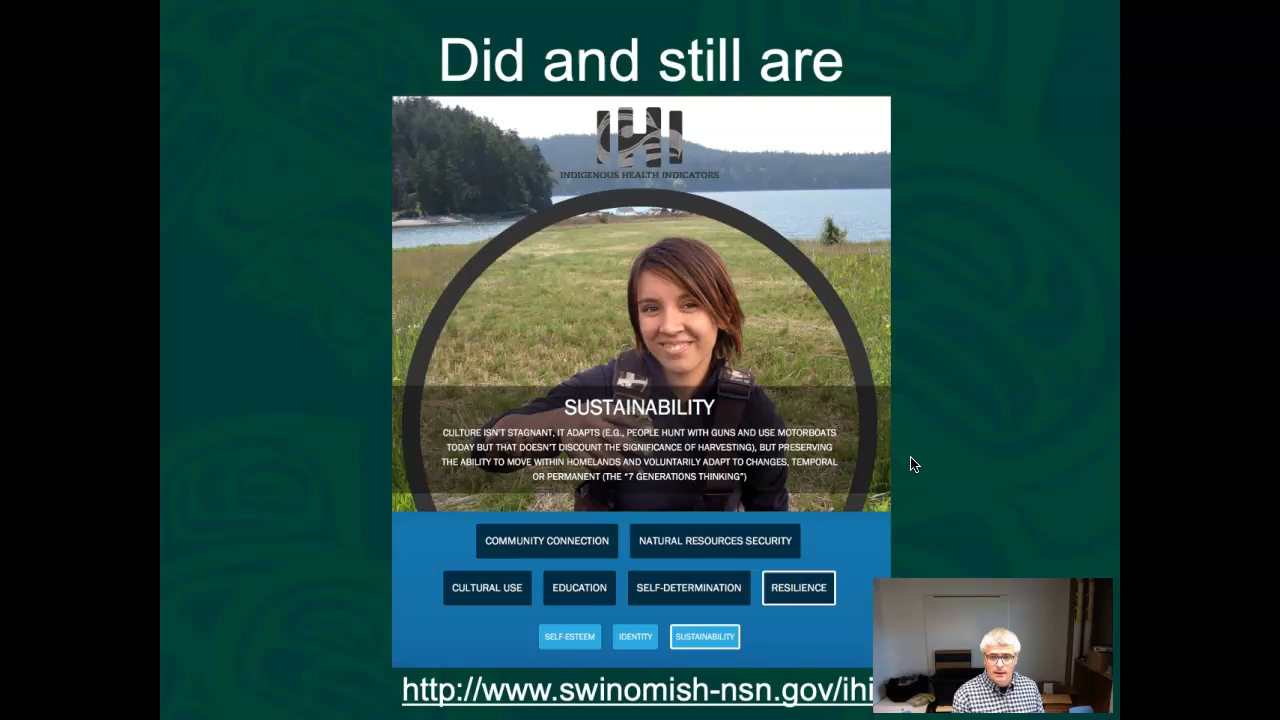 Did and still are
IHI
INDIGENOUS HEALTH INDICATORS
SUSTAINABILITY
CULTURE ISN'T STAGNANT, IT ADAPTS (E.G., PEOPLE HUNT WITH GUNS AND USE MOTORBOATS
TODAY BUT THAT DOESN'T DISCOUNT THE SIGNIFICANCE OF HARVESTING), BUT PRESERVING
THE ABILITY TO MOVE WITHIN HOMELANDS AND VOLUNTARILY ADAPT TO CHANGES, TEMPORAL
OR PERMANENT (THE "7 GENERATIONS THINKING")
COMMUNITY CONNECTION NATURAL RESOURCES SECURITY
CULTURAL USE EDUCATION SELF-DETERMINATION RESILIENCE
SELF-ESTEEM IDENTITY SUSTAINABILITY
http://www.swinomish-nsn.gov/ihi